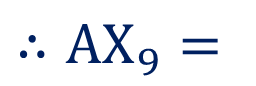 ∴ AX₉ =